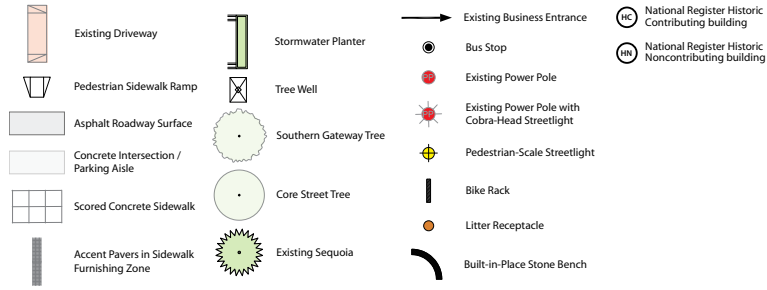 Existing Driveway
Pedestrian Sidewalk Ramp
Asphalt Roadway Surface
Concrete Intersection /
Parking Aisle
Scored Concrete Sidewalk
Accent Pavers in Sidewalk
Furnishing Zone
Stormwater Planter
Tree Well
Southern Gateway Tree
Core Street Tree
Existing Sequoia
Existing Business Entrance
Bus Stop
PP
Existing Power Pole
PP
Existing Power Pole with
Cobra-Head Streetlight
Pedestrian-Scale Streetlight
Bike Rack
Litter Receptacle
Built-in-Place Stone Bench
HC
National Register Historic
Contributing building
HN
National Register Historic
Noncontributing building